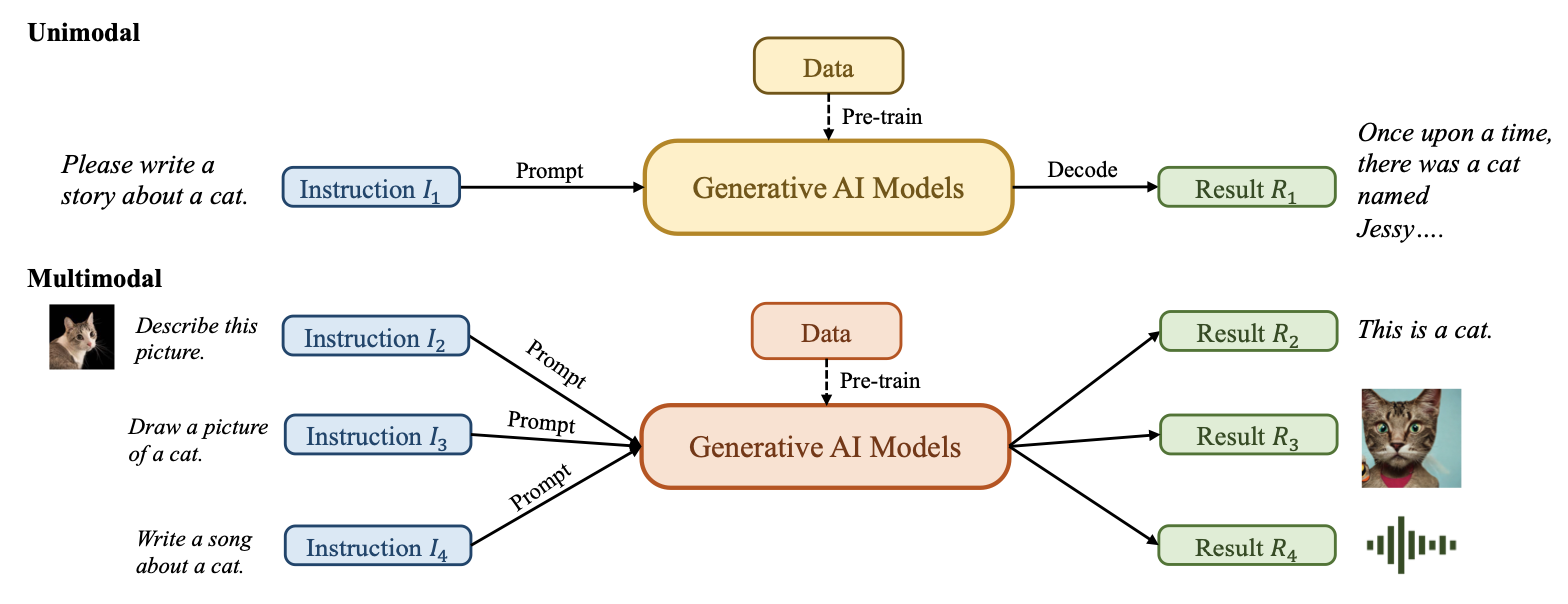 Unimodal
Data
Pre-train
Please write a
story about a cat.
Instruction I₁
Prompt
Generative AI Models
Decode
Result R₁
Once upon a time,
there was a cat
named
Jessy….
Multimodal
Describe this
picture.
Instruction I₂
Prompt
Data
Pre-train
Result R₂
This is a cat.
Draw a picture
of a cat.
Instruction I₃
Prompt
Generative AI Models
Result R₃
Write a song
about a cat.
Instruction I₄
Prompt
Result R₄